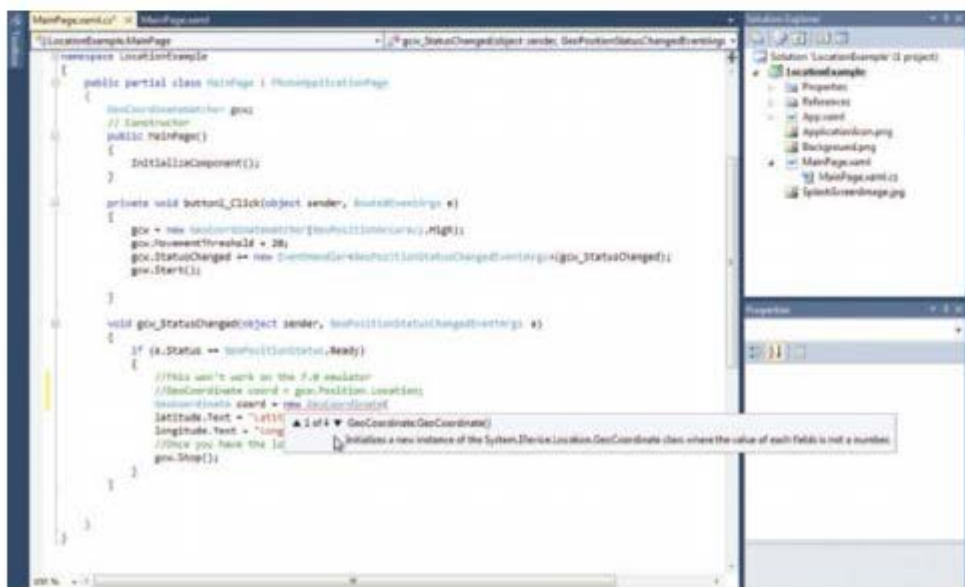 MainPage.xaml.cs* × MainPage.xaml
Toolbox
LocationExample.MainPage
gcw_StatusChanged(object sender, GeoPositionStatusChangedEventArgs
namespace LocationExample
{
public partial class MainPage : PhoneApplicationPage
{
GeoCoordinateWatcher gcw;
// Constructor
public MainPage()
{
InitializeComponent();
}
private void button1_Click(object sender, RoutedEventArgs e)
{
gcw = new GeoCoordinateWatcher(GeoPositionAccuracy.High);
gcw.MovementThreshold = 20;
gcw.StatusChanged += new EventHandler<GeoPositionStatusChangedEventArgs>(gcw_StatusChanged);
gcw.Start();
}
void gcw_StatusChanged(object sender, GeoPositionStatusChangedEventArgs e)
{
if (e.Status == GeoPositionStatus.Ready)
{
//This won't work on the 7.0 emulator
//GeoCoordinate coord = gcw.Position.Location;
GeoCoordinate coord = new GeoCoordinate(
latitude.Text = "Latit
longitude.Text = "Long
//Once you have the lo
gcw.Stop();
}
}
}
}
▲ 1 of 4 ▼ GeoCoordinate.GeoCoordinate()
Initializes a new instance of the System.Device.Location.GeoCoordinate class where the value of each fields is not a number.
100 %
Solution Explorer
Solution 'LocationExample' (1 project)
LocationExample
Properties
References
App.xaml
ApplicationIcon.png
Background.png
MainPage.xaml
MainPage.xaml.cs
SplashScreenImage.jpg
Properties